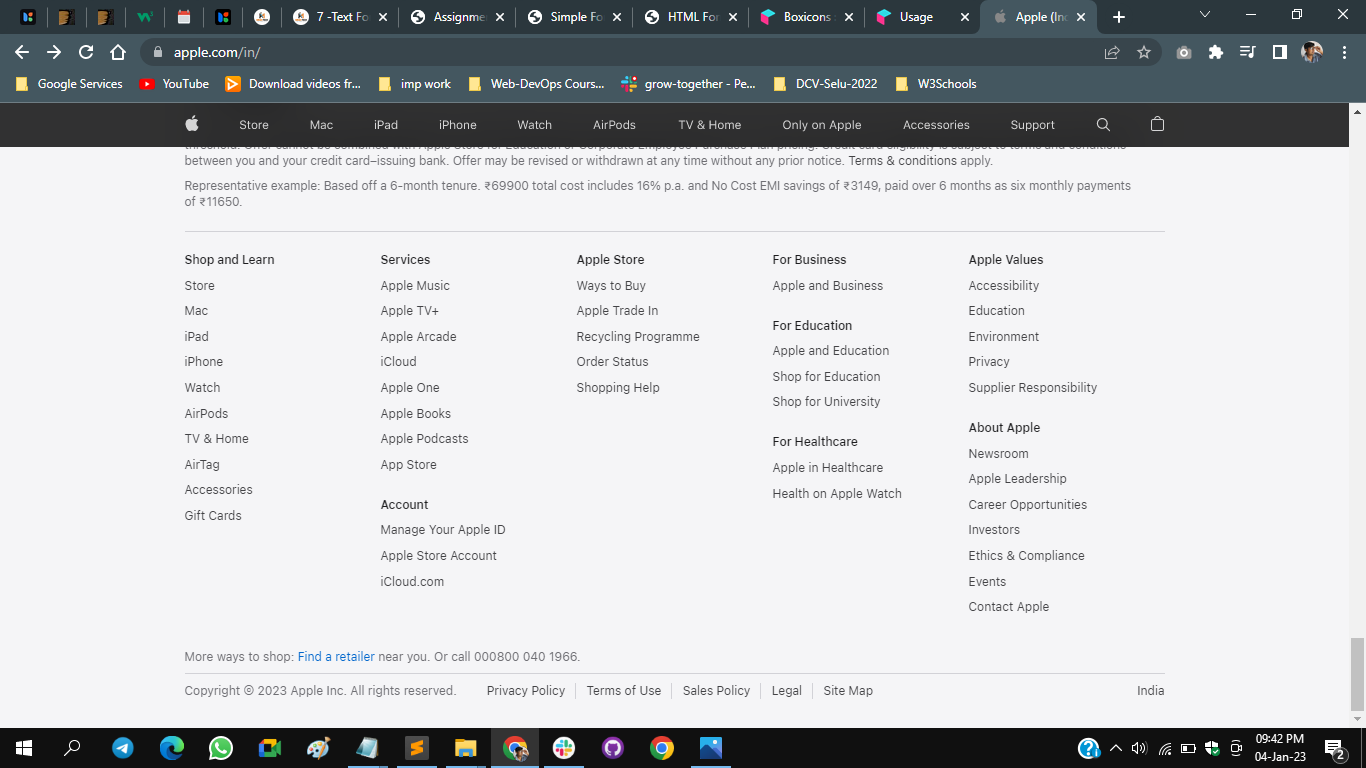 7 -Text Fo
Assignme
Simple Fo
HTML For
Boxicons :
Usage
Apple (Inc
apple.com/in/
Google Services
YouTube
Download videos fr...
imp work
Web-DevOps Cours...
grow-together - Pe...
DCV-Selu-2022
W3Schools
Store Mac iPad iPhone Watch AirPods TV & Home Only on Apple Accessories Support
between you and your credit card–issuing bank. Offer may be revised or withdrawn at any time without any prior notice. Terms & conditions apply.
Representative example: Based off a 6-month tenure. ₹69900 total cost includes 16% p.a. and No Cost EMI savings of ₹3149, paid over 6 months as six monthly payments
of ₹11650.
Shop and Learn
Store
Mac
iPad
iPhone
Watch
AirPods
TV & Home
AirTag
Accessories
Gift Cards
Services
Apple Music
Apple TV+
Apple Arcade
iCloud
Apple One
Apple Books
Apple Podcasts
App Store
Account
Manage Your Apple ID
Apple Store Account
iCloud.com
Apple Store
Ways to Buy
Apple Trade In
Recycling Programme
Order Status
Shopping Help
For Business
Apple and Business
For Education
Apple and Education
Shop for Education
Shop for University
For Healthcare
Apple in Healthcare
Health on Apple Watch
Apple Values
Accessibility
Education
Environment
Privacy
Supplier Responsibility
About Apple
Newsroom
Apple Leadership
Career Opportunities
Investors
Ethics & Compliance
Events
Contact Apple
More ways to shop: Find a retailer near you. Or call 000800 040 1966.
Copyright © 2023 Apple Inc. All rights reserved. Privacy Policy Terms of Use Sales Policy Legal Site Map India
09:42 PM
04-Jan-23
2